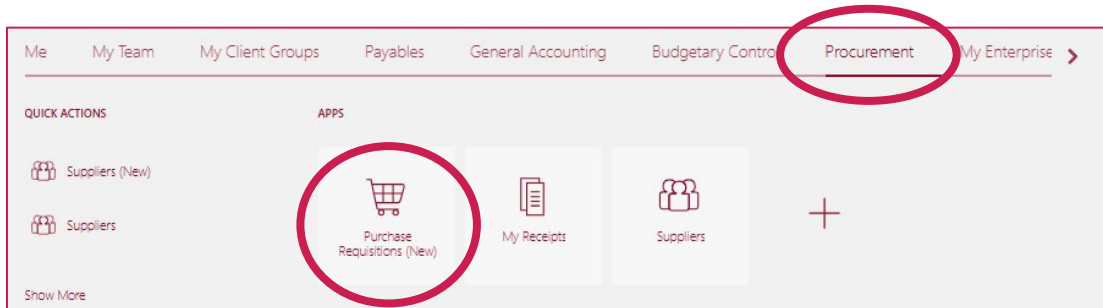 Me My Team My Client Groups Payables General Accounting Budgetary Contro Procurement My Enterprise
QUICK ACTIONS
APPS
Suppliers (New)
Suppliers
Show More
Purchase
Requisitions (New)
My Receipts
Suppliers